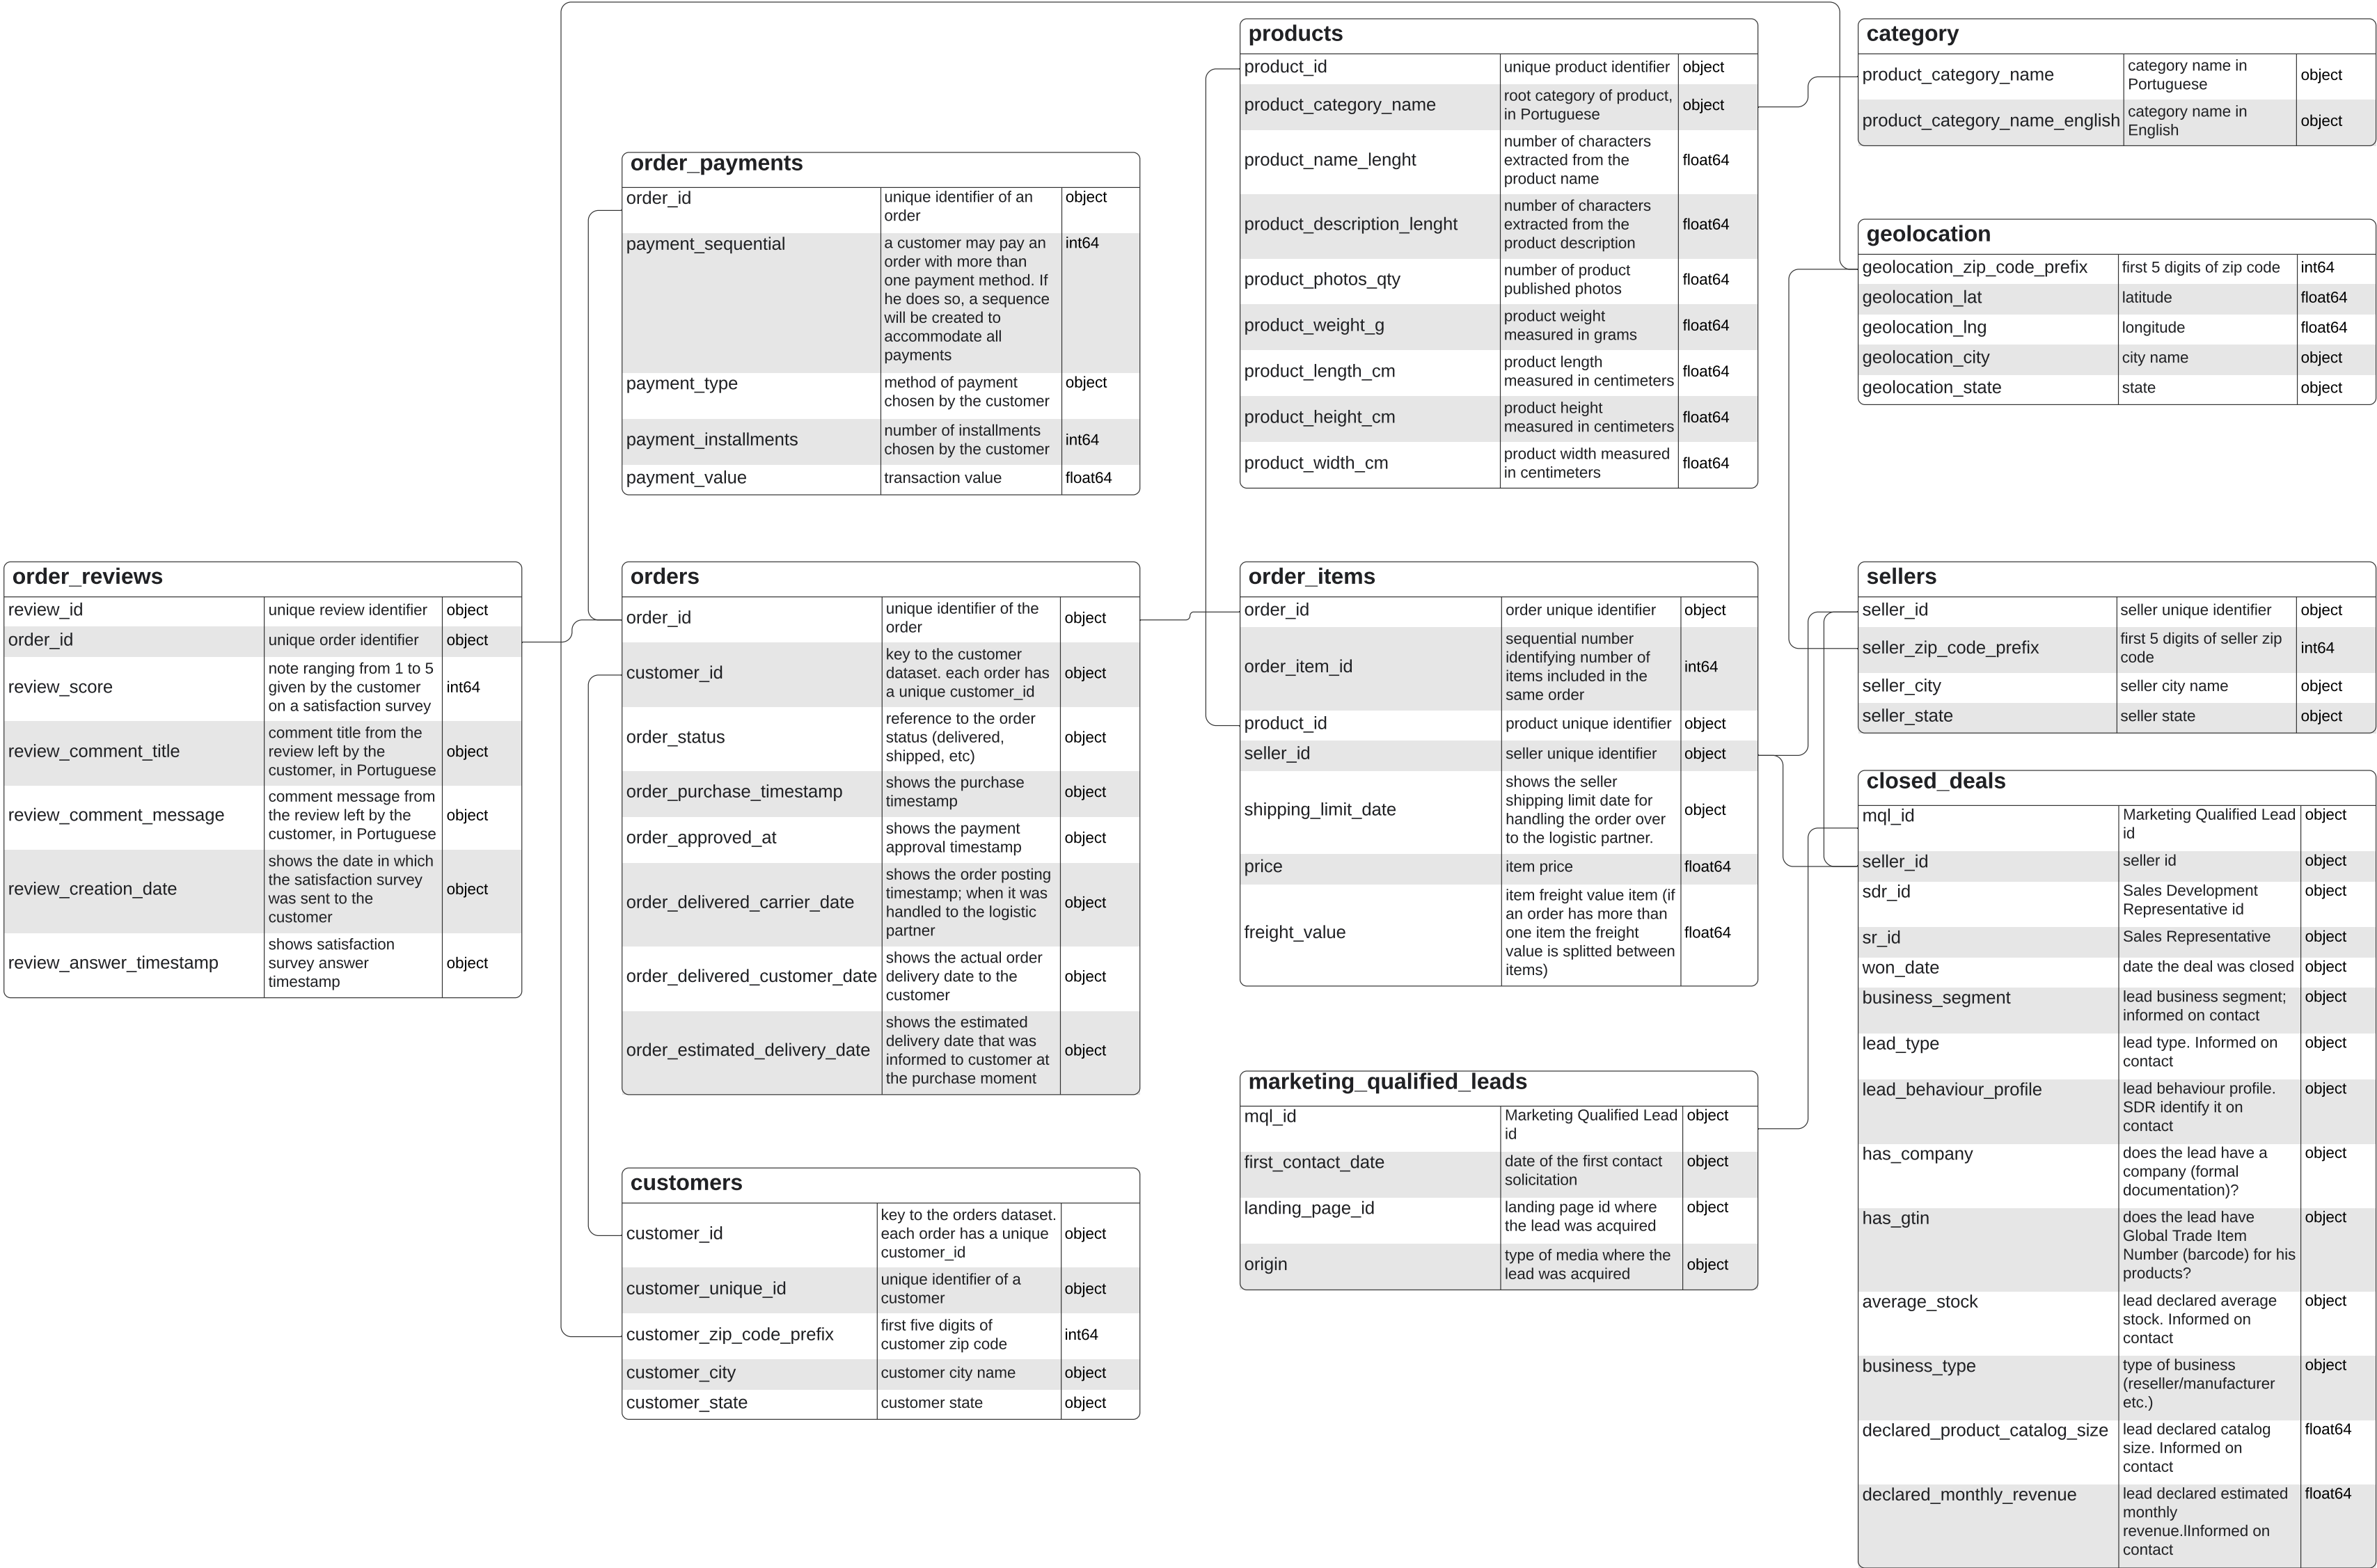 products
product_id
unique product identifier
object
product_category_name
root category of product,
in Portuguese
object
product_name_lenght
number of characters
extracted from the
product name
float64
product_description_lenght
number of characters
extracted from the
product description
float64
product_photos_qty
number of product
published photos
float64
product_weight_g
product weight
measured in grams
float64
product_length_cm
product length
measured in centimeters
float64
product_height_cm
product height
measured in centimeters
float64
product_width_cm
product width measured
in centimeters
float64
category
product_category_name
category name in
Portuguese
object
product_category_name_english
category name in
English
object
order_payments
order_id
unique identifier of an
order
object
payment_sequential
a customer may pay an
order with more than
one payment method. If
he does so, a sequence
will be created to
accommodate all
payments
int64
payment_type
method of payment
chosen by the customer
object
payment_installments
number of installments
chosen by the customer
int64
payment_value
transaction value
float64
geolocation
geolocation_zip_code_prefix
first 5 digits of zip code
int64
geolocation_lat
latitude
float64
geolocation_lng
longitude
float64
geolocation_city
city name
object
geolocation_state
state
object
order_reviews
review_id
unique review identifier
object
order_id
unique order identifier
object
review_score
note ranging from 1 to 5
given by the customer
on a satisfaction survey
int64
review_comment_title
comment title from the
review left by the
customer, in Portuguese
object
review_comment_message
comment message from
the review left by the
customer, in Portuguese
object
review_creation_date
shows the date in which
the satisfaction survey
was sent to the
customer
object
review_answer_timestamp
shows satisfaction
survey answer
timestamp
object
orders
order_id
unique identifier of the
order
object
customer_id
key to the customer
dataset. each order has
a unique customer_id
object
order_status
reference to the order
status (delivered,
shipped, etc)
object
order_purchase_timestamp
shows the purchase
timestamp
object
order_approved_at
shows the payment
approval timestamp
object
order_delivered_carrier_date
shows the order posting
timestamp; when it was
handled to the logistic
partner
object
order_delivered_customer_date
shows the actual order
delivery date to the
customer
object
order_estimated_delivery_date
shows the estimated
delivery date that was
informed to customer at
the purchase moment
object
order_items
order_id
order unique identifier
object
order_item_id
sequential number
identifying number of
items included in the
same order
int64
product_id
product unique identifier
object
seller_id
seller unique identifier
object
shipping_limit_date
shows the seller
shipping limit date for
handling the order over
to the logistic partner.
object
price
item price
float64
freight_value
item freight value item (if
an order has more than
one item the freight
value is splitted between
items)
float64
sellers
seller_id
seller unique identifier
object
seller_zip_code_prefix
first 5 digits of seller zip
code
int64
seller_city
seller city name
object
seller_state
seller state
object
closed_deals
mql_id
Marketing Qualified Lead
id
object
seller_id
seller id
object
sdr_id
Sales Development
Representative id
object
sr_id
Sales Representative
object
won_date
date the deal was closed
object
business_segment
lead business segment;
informed on contact
object
lead_type
lead type. Informed on
contact
object
lead_behaviour_profile
lead behaviour profile.
SDR identify it on
contact
object
has_company
does the lead have a
company (formal
documentation)?
object
has_gtin
does the lead have
Global Trade Item
Number (barcode) for his
products?
object
average_stock
lead declared average
stock. Informed on
contact
object
business_type
type of business
(reseller/manufacturer
etc.)
object
declared_product_catalog_size
lead declared catalog
size. Informed on
contact
float64
declared_monthly_revenue
lead declared estimated
monthly
revenue.lInformed on
contact
float64
marketing_qualified_leads
mql_id
Marketing Qualified Lead
id
object
first_contact_date
date of the first contact
solicitation
object
landing_page_id
landing page id where
the lead was acquired
object
origin
type of media where the
lead was acquired
object
customers
customer_id
key to the orders dataset.
each order has a unique
customer_id
object
customer_unique_id
unique identifier of a
customer
object
customer_zip_code_prefix
first five digits of
customer zip code
int64
customer_city
customer city name
object
customer_state
customer state
object